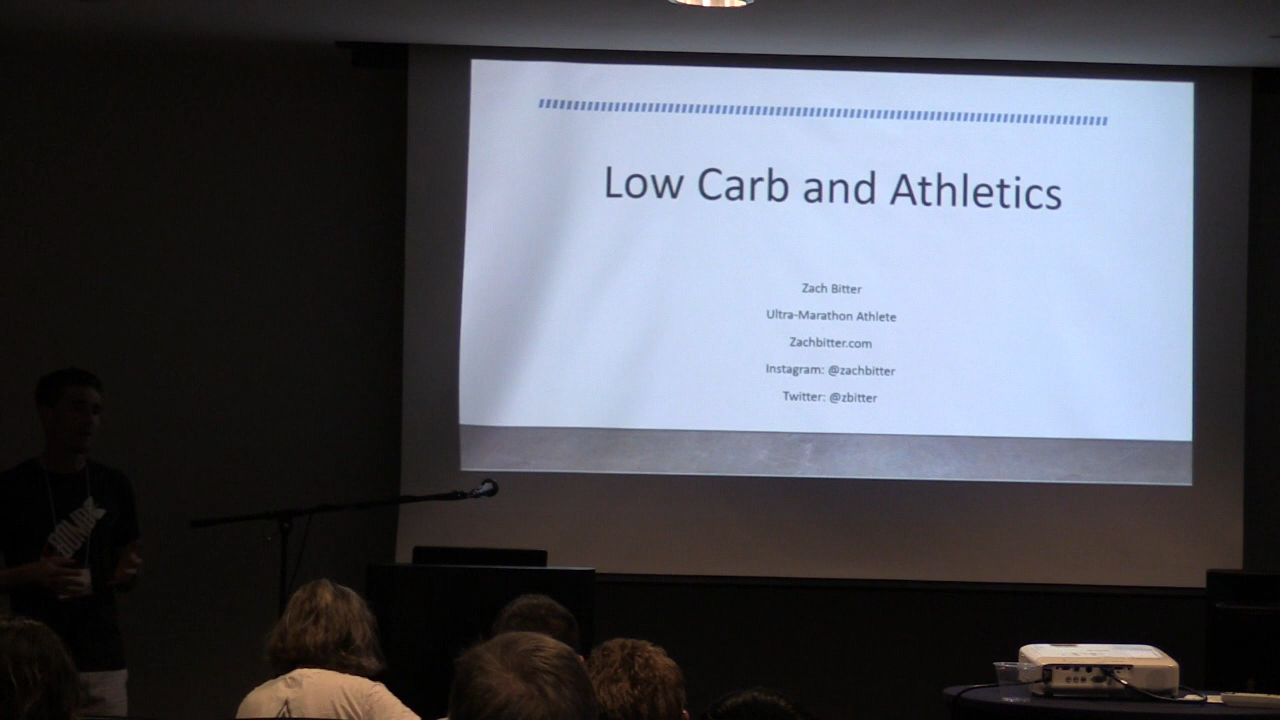 Low Carb and Athletics
Zach Bitter
Ultra-Marathon Athlete
Zachbitter.com
Instagram: @zachbitter
Twitter: @zbitter